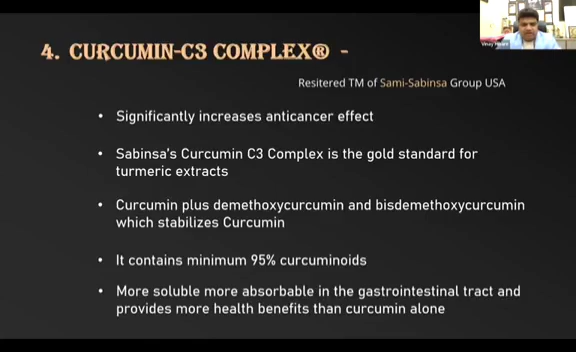 4. CURCUMIN-C3 COMPLEX® -
Resitered TM of Sami-Sabinsa Group USA
• Significantly increases anticancer effect
• Sabinsa's Curcumin C3 Complex is the gold standard for
turmeric extracts
• Curcumin plus demethoxycurcumin and bisdemethoxycurcumin
which stabilizes Curcumin
• It contains minimum 95% curcuminoids
• More soluble more absorbable in the gastrointestinal tract and
provides more health benefits than curcumin alone